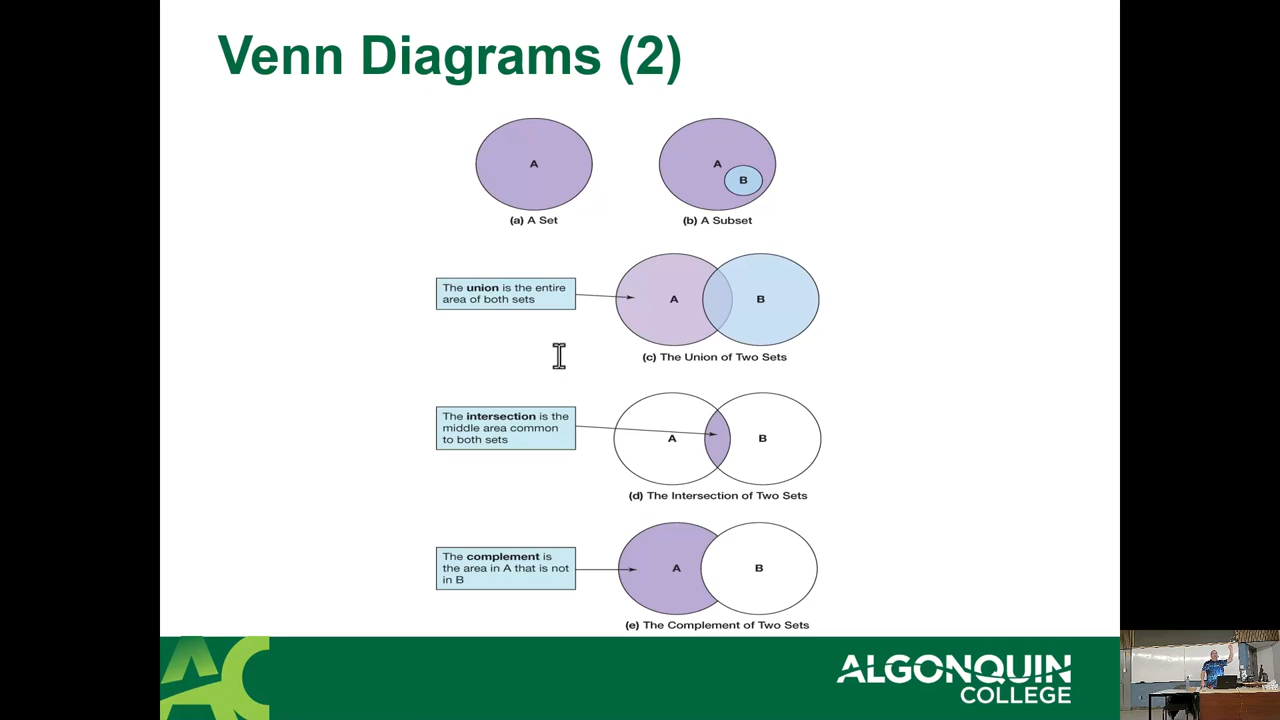 Venn Diagrams (2)
A
(a) A Set
A
B
(b) A Subset
The union is the entire
area of both sets
A
B
(c) The Union of Two Sets
The intersection is the
middle area common
to both sets
A
B
(d) The Intersection of Two Sets
The complement is
the area in A that is not
in B
A
B
(e) The Complement of Two Sets
AC
ALGONQUIN
COLLEGE